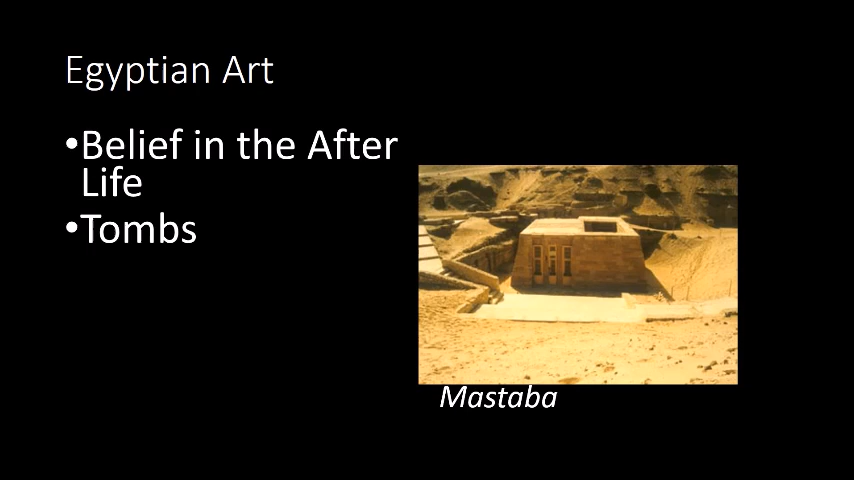 Egyptian Art
•Belief in the After
Life
•Tombs
Mastaba